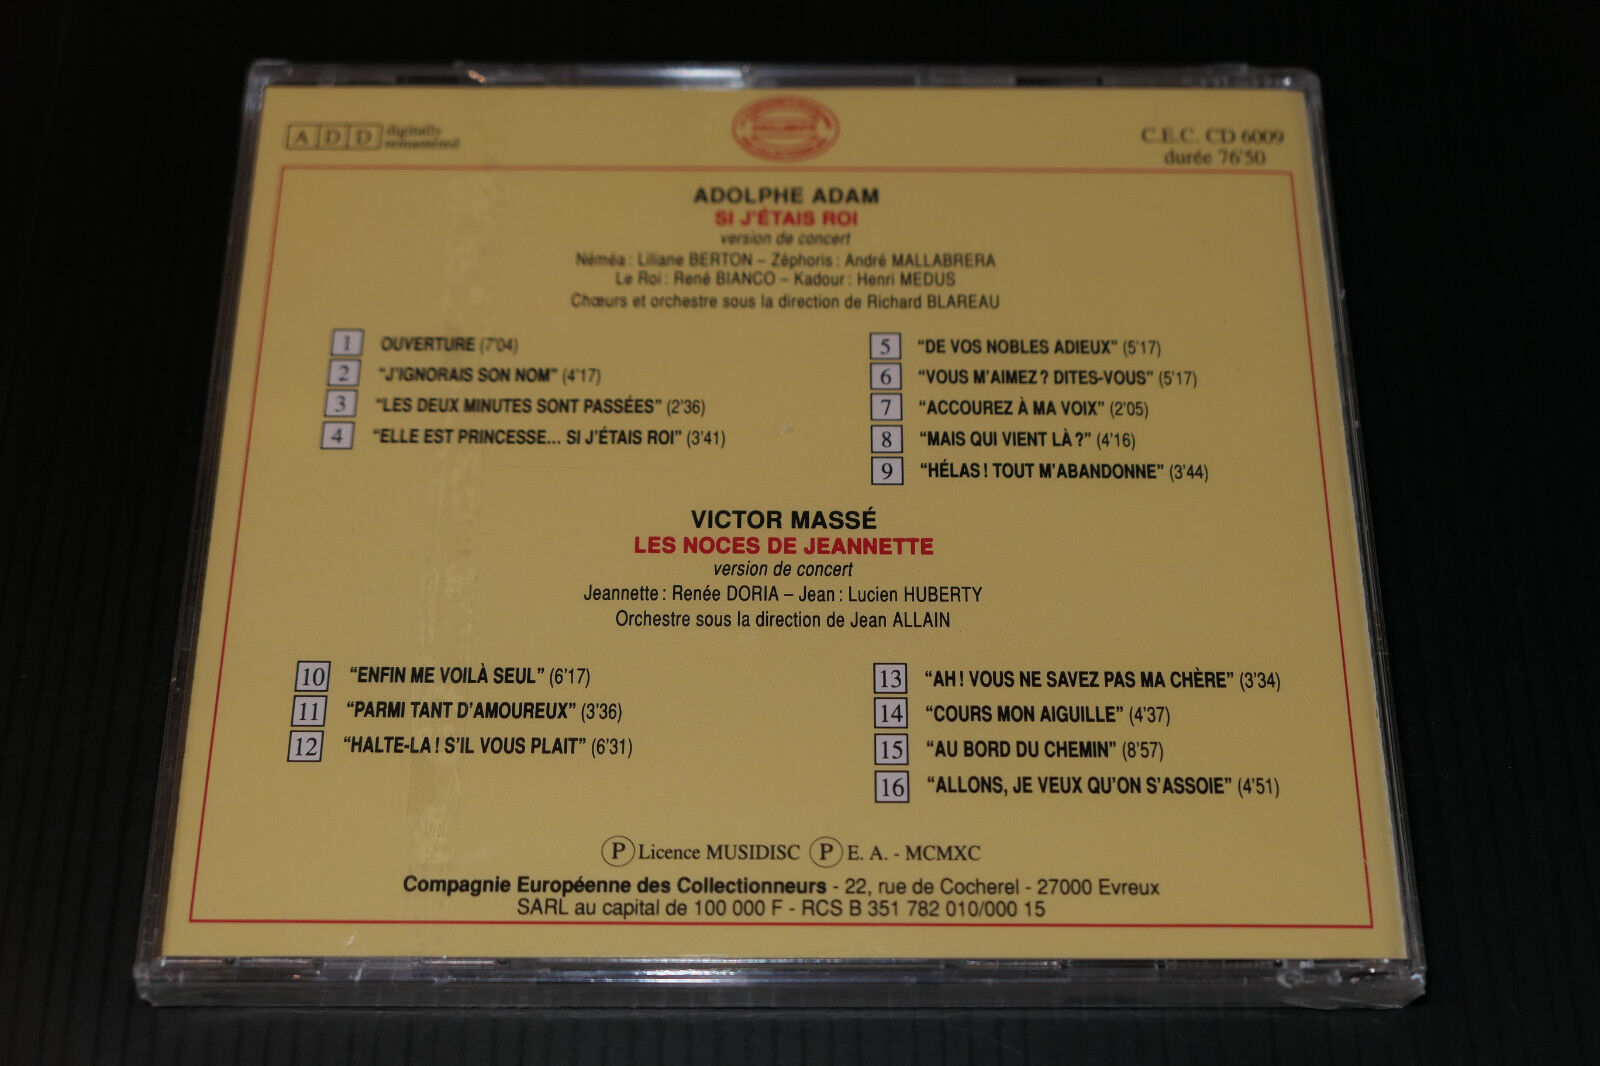 A D D digitally
remastered
C.E.C. CD 6009
durée 76'50
ADOLPHE ADAM
SI J'ÉTAIS ROI
version de concert
Néméa : Liliane BERTON – Zéphoris : André MALLABRERA
Le Roi : René BIANCO – Kadour : Henri MEDUS
Chœurs et orchestre sous la direction de Richard BLAREAU
1 OUVERTURE (7'04)
2 “J'IGNORAIS SON NOM” (4'17)
3 “LES DEUX MINUTES SONT PASSÉES” (2'36)
4 “ELLE EST PRINCESSE... SI J'ÉTAIS ROI” (3'41)
5 “DE VOS NOBLES ADIEUX” (5'17)
6 “VOUS M'AIMEZ ? DITES-VOUS” (5'17)
7 “ACCOUREZ À MA VOIX” (2'05)
8 “MAIS QUI VIENT LÀ ?” (4'16)
9 “HÉLAS ! TOUT M'ABANDONNE” (3'44)
VICTOR MASSÉ
LES NOCES DE JEANNETTE
version de concert
Jeannette : Renée DORIA – Jean : Lucien HUBERTY
Orchestre sous la direction de Jean ALLAIN
10 “ENFIN ME VOILÀ SEUL” (6'17)
11 “PARMI TANT D'AMOUREUX” (3'36)
12 “HALTE-LA ! S'IL VOUS PLAIT” (6'31)
13 “AH ! VOUS NE SAVEZ PAS MA CHÈRE” (3'34)
14 “COURS MON AIGUILLE” (4'37)
15 “AU BORD DU CHEMIN” (8'57)
16 “ALLONS, JE VEUX QU'ON S'ASSOIE” (4'51)
Ⓟ Licence MUSIDISC Ⓟ E. A. - MCMXC
Compagnie Européenne des Collectionneurs - 22, rue de Cocherel - 27000 Evreux
SARL au capital de 100 000 F - RCS B 351 782 010/000 15